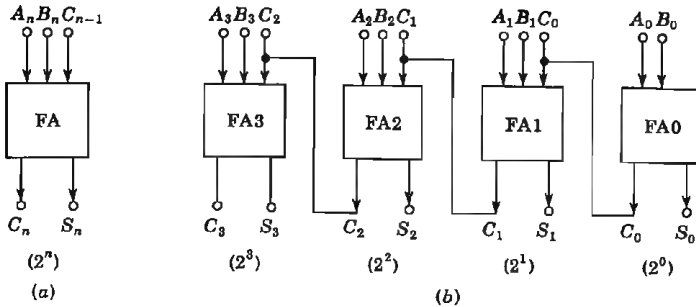 AₙBₙCₙ₋₁ A₃B₃C₂ A₂B₂C₁ A₁B₁C₀ A₀B₀
FA FA3 FA2 FA1 FA0
Cₙ Sₙ C₃ S₃ C₂ S₂ C₁ S₁ C₀ S₀
(2ⁿ) (2³) (2²) (2¹) (2⁰)
(a) (b)